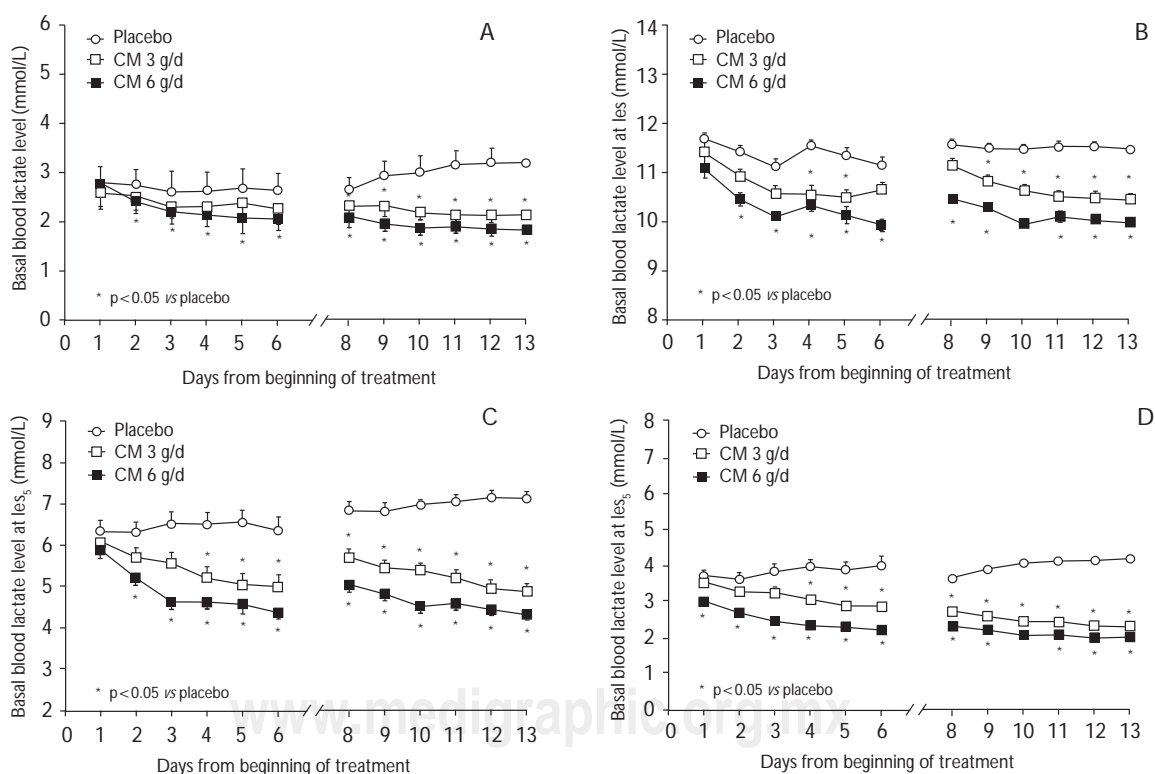 A
Basal blood lactate level (mmol/L)
6
5
4
3
2
1
0
Placebo
CM 3 g/d
CM 6 g/d
* * * * *
* * * * *
* * * * * *
* p<0.05 vs placebo
0 1 2 3 4 5 6 8 9 10 11 12 13
Days from beginning of treatment
B
Basal blood lactate level at les (mmol/L)
14
13
12
11
10
9
8
Placebo
CM 3 g/d
CM 6 g/d
* * * * * * *
* * * * *
* * * * *
* p<0.05 vs placebo
0 1 2 3 4 5 6 8 9 10 11 12 13
Days from beginning of treatment
C
Basal blood lactate level at les5 (mmol/L)
9
8
7
6
5
4
3
2
Placebo
CM 3 g/d
CM 6 g/d
* * * * * * * * *
* * * * *
* * * * * *
* p<0.05 vs placebo
0 1 2 3 4 5 6 8 9 10 11 12 13
Days from beginning of treatment
D
Basal blood lactate level at les5 (mmol/L)
8
7
6
5
4
3
2
1
0
Placebo
CM 3 g/d
CM 6 g/d
* * * * * * * * *
* * * * * *
* * * * *
* p<0.05 vs placebo
0 1 2 3 4 5 6 8 9 10 11 12 13
Days from beginning of treatment
www.medigraphic.org.mx